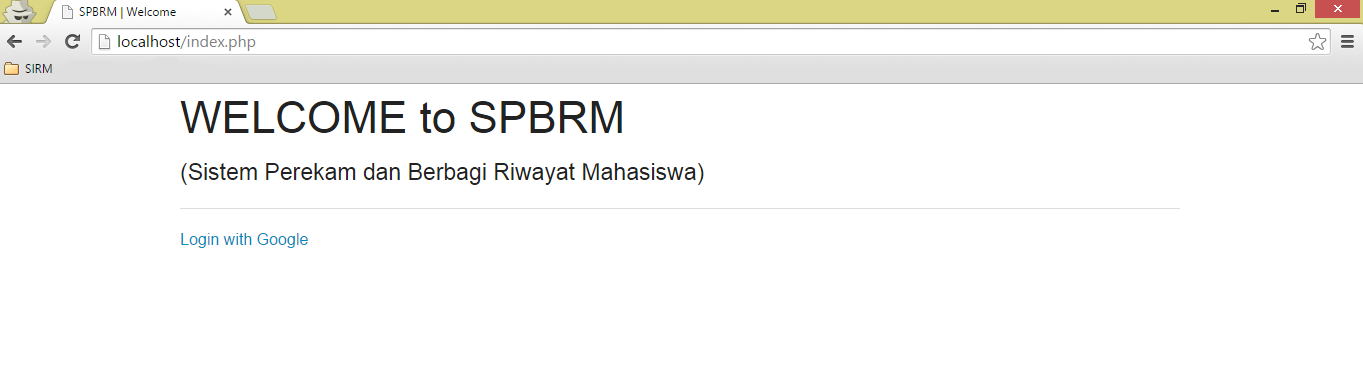 SPBRM | Welcome
localhost/index.php
SIRM
WELCOME to SPBRM
(Sistem Perekam dan Berbagi Riwayat Mahasiswa)
Login with Google